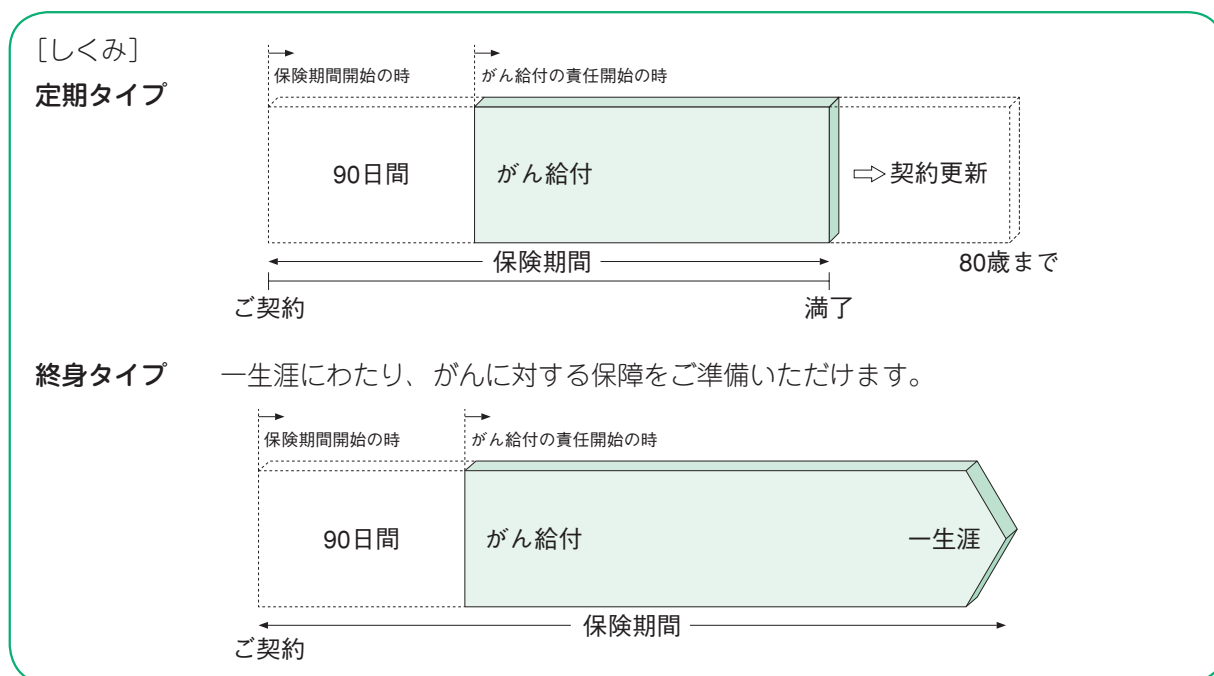 [しくみ]
定期タイプ
保険期間開始の時
がん給付の責任開始の時
90日間
がん給付
⇨契約更新
保険期間
80歳まで
ご契約
満了
終身タイプ
一生涯にわたり、がんに対する保障をご準備いただけます。
保険期間開始の時
がん給付の責任開始の時
90日間
がん給付
一生涯
保険期間
ご契約